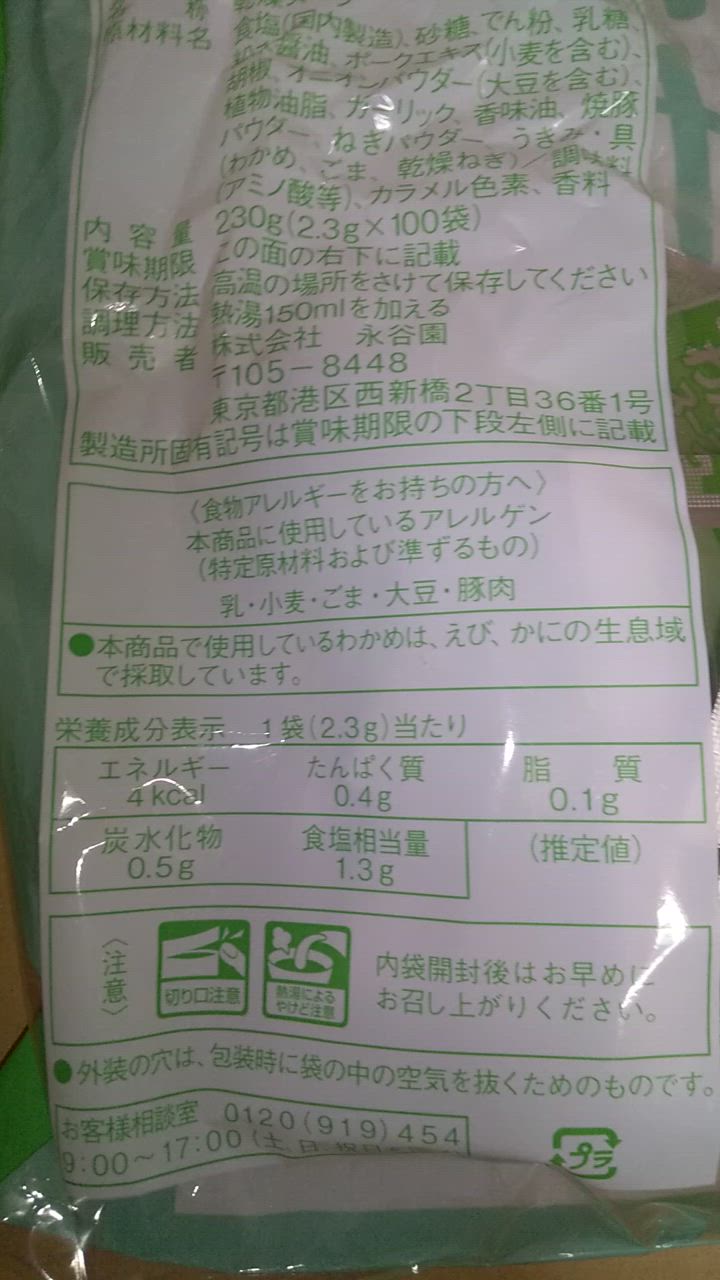 原材料名 食塩(国内製造)、砂糖、でん粉、乳糖、
粉末醤油、ポークエキス(小麦を含む)、
胡椒、オニオンパウダー(大豆を含む)、
植物油脂、ガーリック、香味油、焼豚
パウダー、ねぎパウダー、うきみ・具
(わかめ、ごま、乾燥ねぎ)／調味料
(アミノ酸等)、カラメル色素、香料
内容量 230g(2.3g×100袋)
賞味期限 この面の右下に記載
保存方法 高温の場所をさけて保存してください
調理方法 熱湯150mlを加える
販売者 株式会社 永谷園
〒105－8448
東京都港区西新橋2丁目36番1号
製造所固有記号は賞味期限の下段左側に記載
〈食物アレルギーをお持ちの方へ〉
本商品に使用しているアレルゲン
(特定原材料および準ずるもの)
乳・小麦・ごま・大豆・豚肉
●本商品で使用しているわかめは、えび、かにの生息域
で採取しています。
栄養成分表示 1袋(2.3g)当たり
エネルギー たんぱく質 脂質
4kcal 0.4g 0.1g
炭水化物 食塩相当量 (推定値)
0.5g 1.3g
〈注意〉
切り口注意
熱湯による
やけど注意
内袋開封後はお早めに
お召し上がりください。
●外装の穴は、包装時に袋の中の空気を抜くためのものです。
お客様相談室 0120(919)454
9:00～17:00(土、日、祝日
プラ